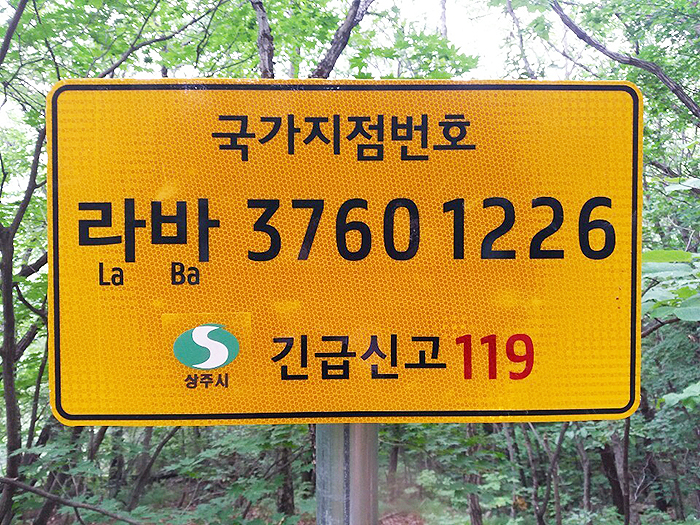 국가지점번호
라바 3760 1226
La Ba
상주시
긴급신고 119